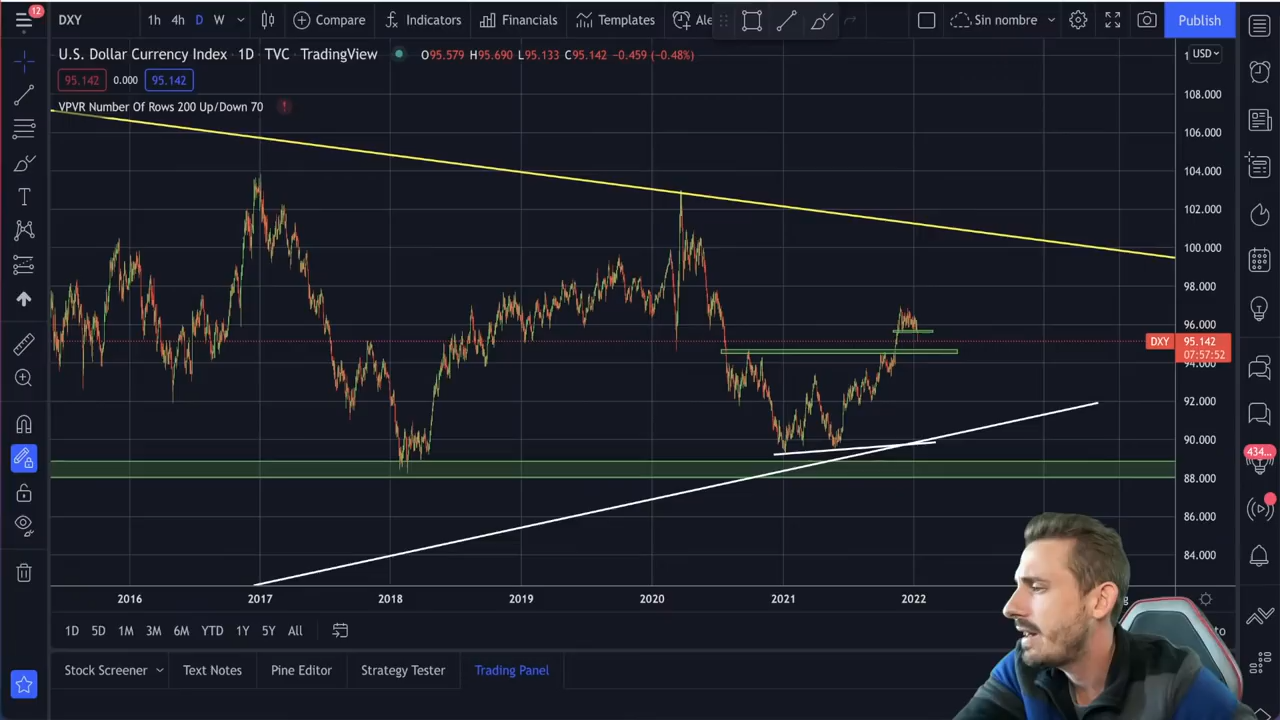 12
DXY
1h 4h D W
Compare
Indicators
Financials
Templates
Ale
Sin nombre
Publish
U.S. Dollar Currency Index · 1D · TVC · TradingView
O95.579 H95.690 L95.133 C95.142 −0.459 (−0.48%)
USD
95.142 0.000 95.142
VPVR Number Of Rows 200 Up/Down 70
!
108.000
106.000
104.000
102.000
100.000
98.000
96.000
DXY 95.142
07:57:52
94.000
92.000
90.000
88.000
86.000
84.000
434...
2016 2017 2018 2019 2020 2021 2022
1D 5D 1M 3M 6M YTD 1Y 5Y All
Stock Screener
Text Notes
Pine Editor
Strategy Tester
Trading Panel